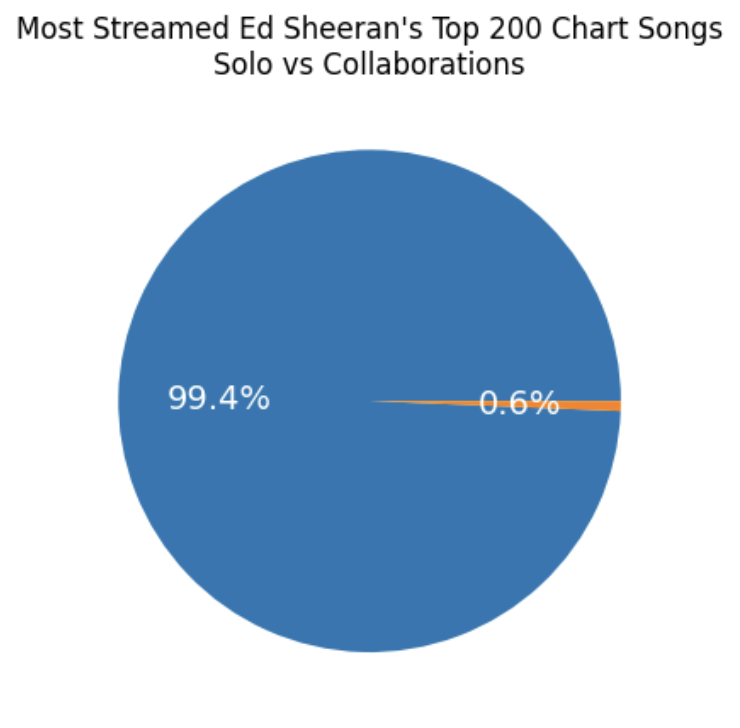 Most Streamed Ed Sheeran's Top 200 Chart Songs
Solo vs Collaborations
99.4%
0.6%